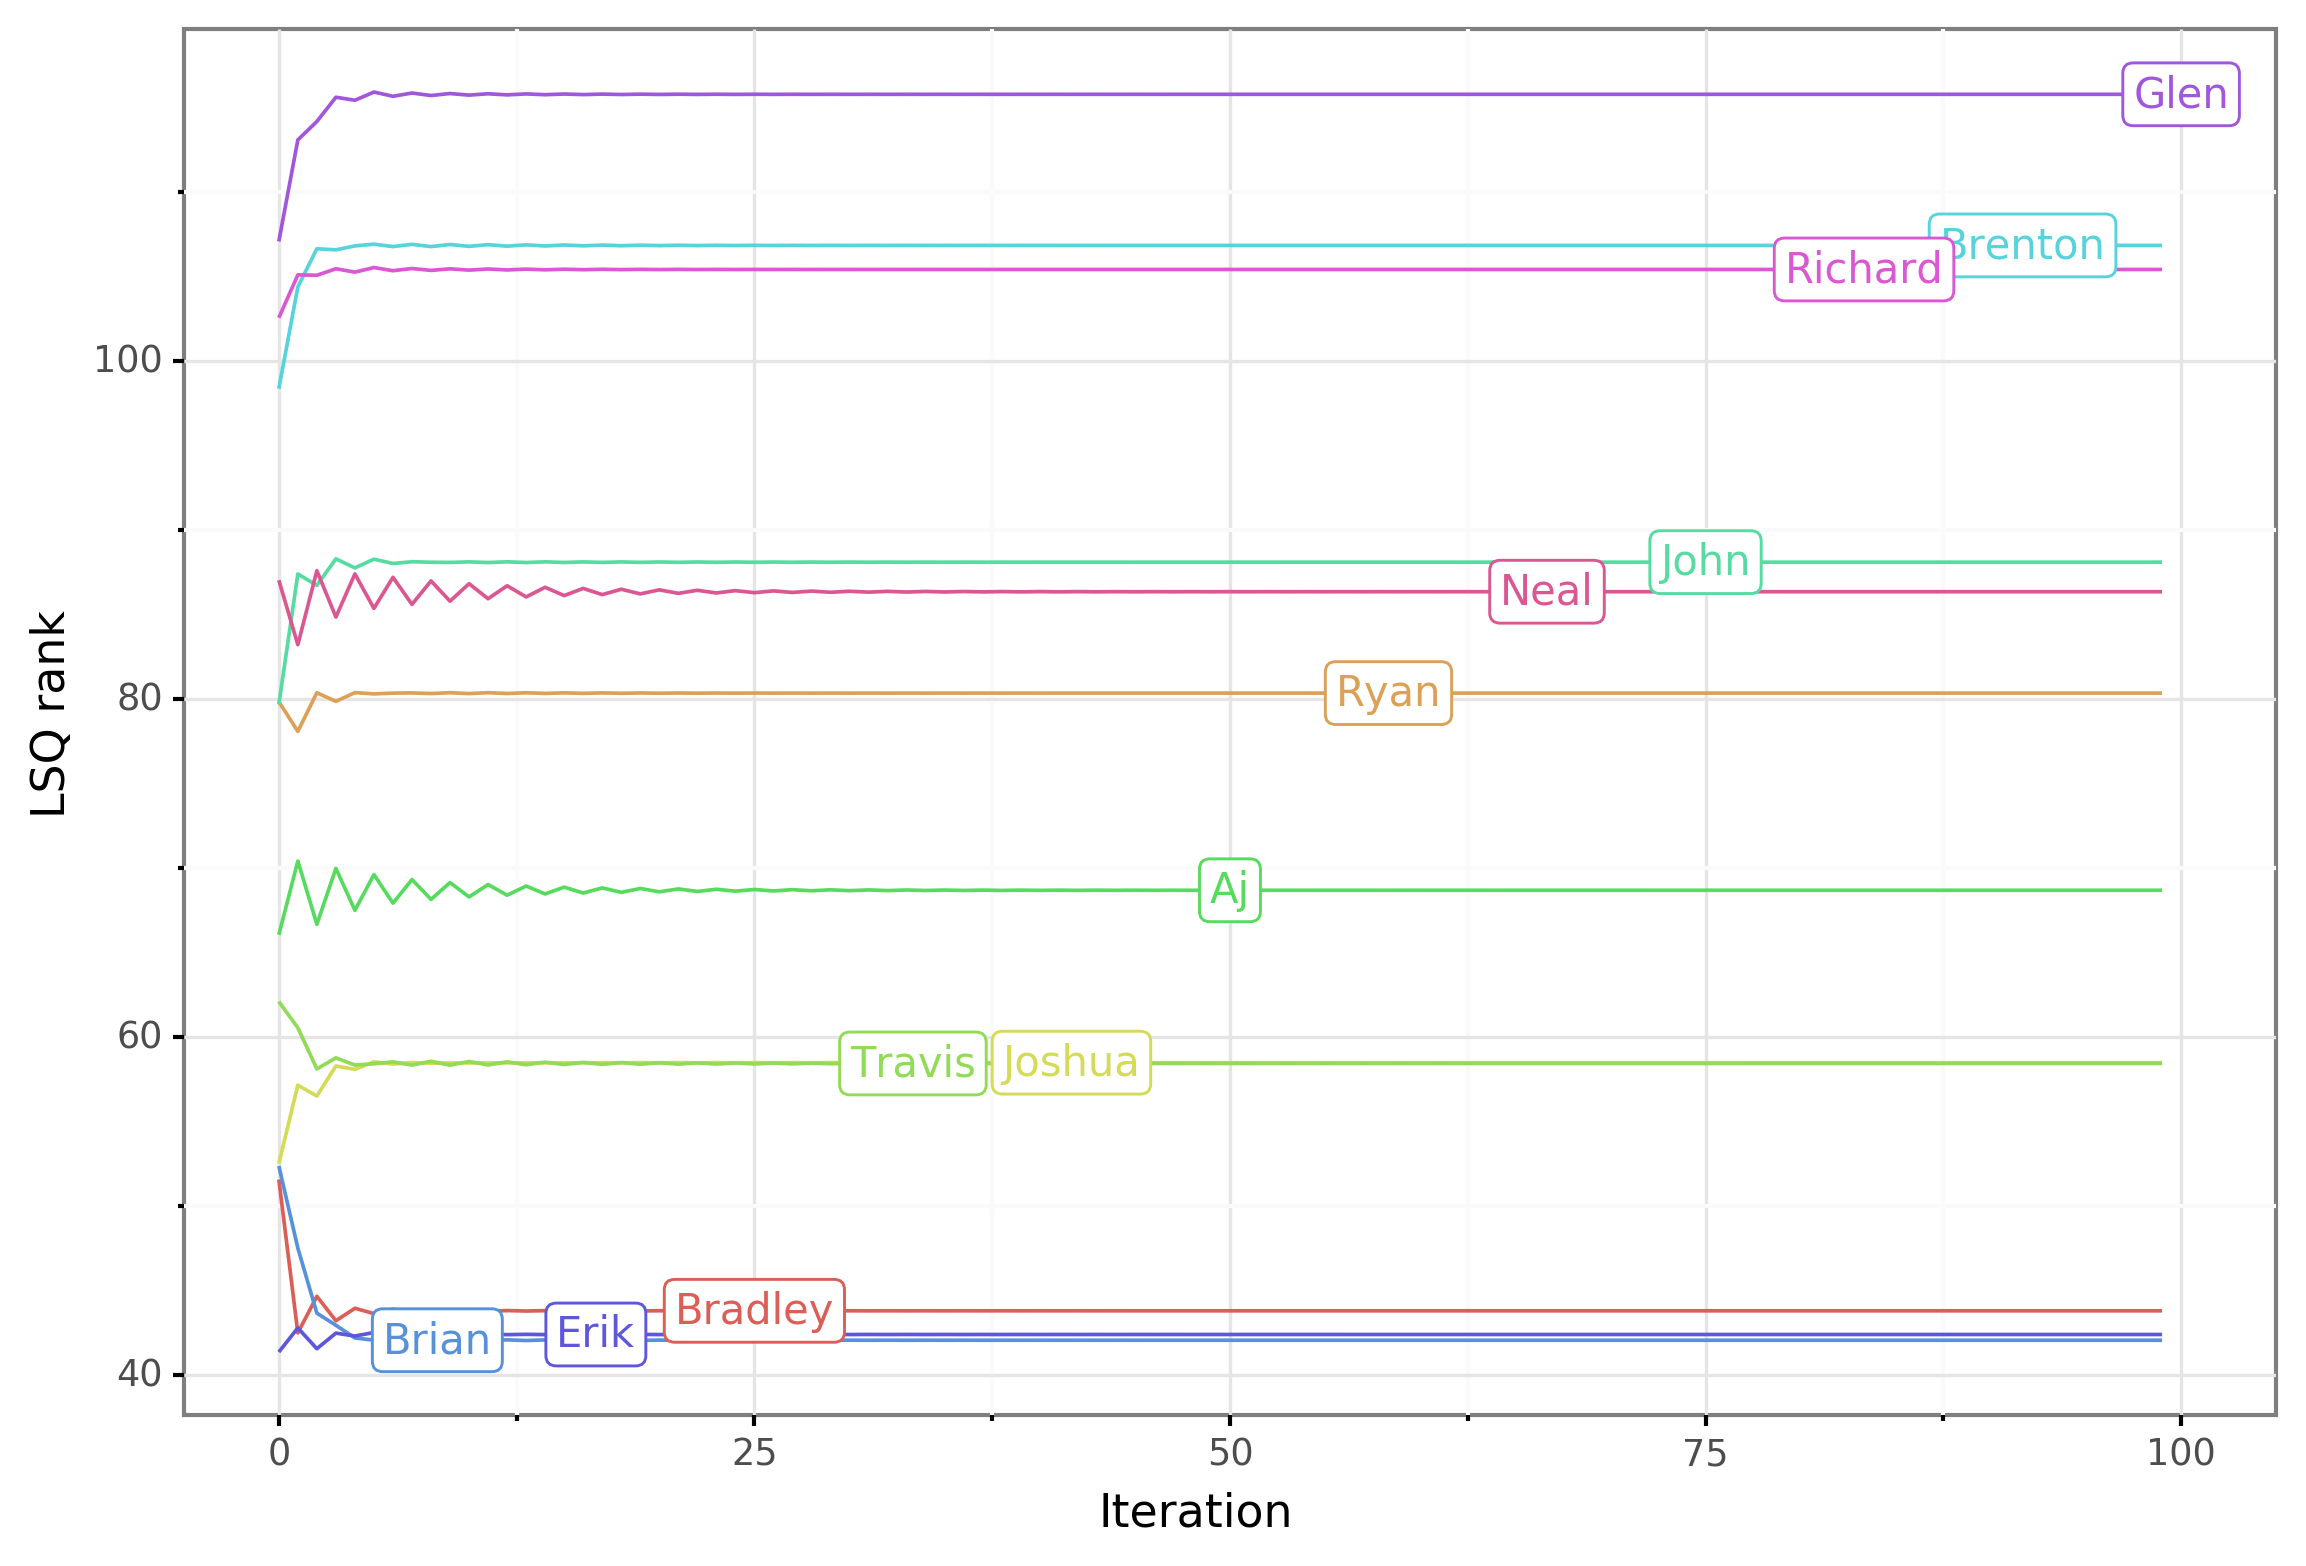 Glen
Brenton
Richard
100
John
Neal
LSQ rank
80
Ryan
Aj
60
Travis
Joshua
Bradley
Erik
Brian
40
0
25
50
75
100
Iteration